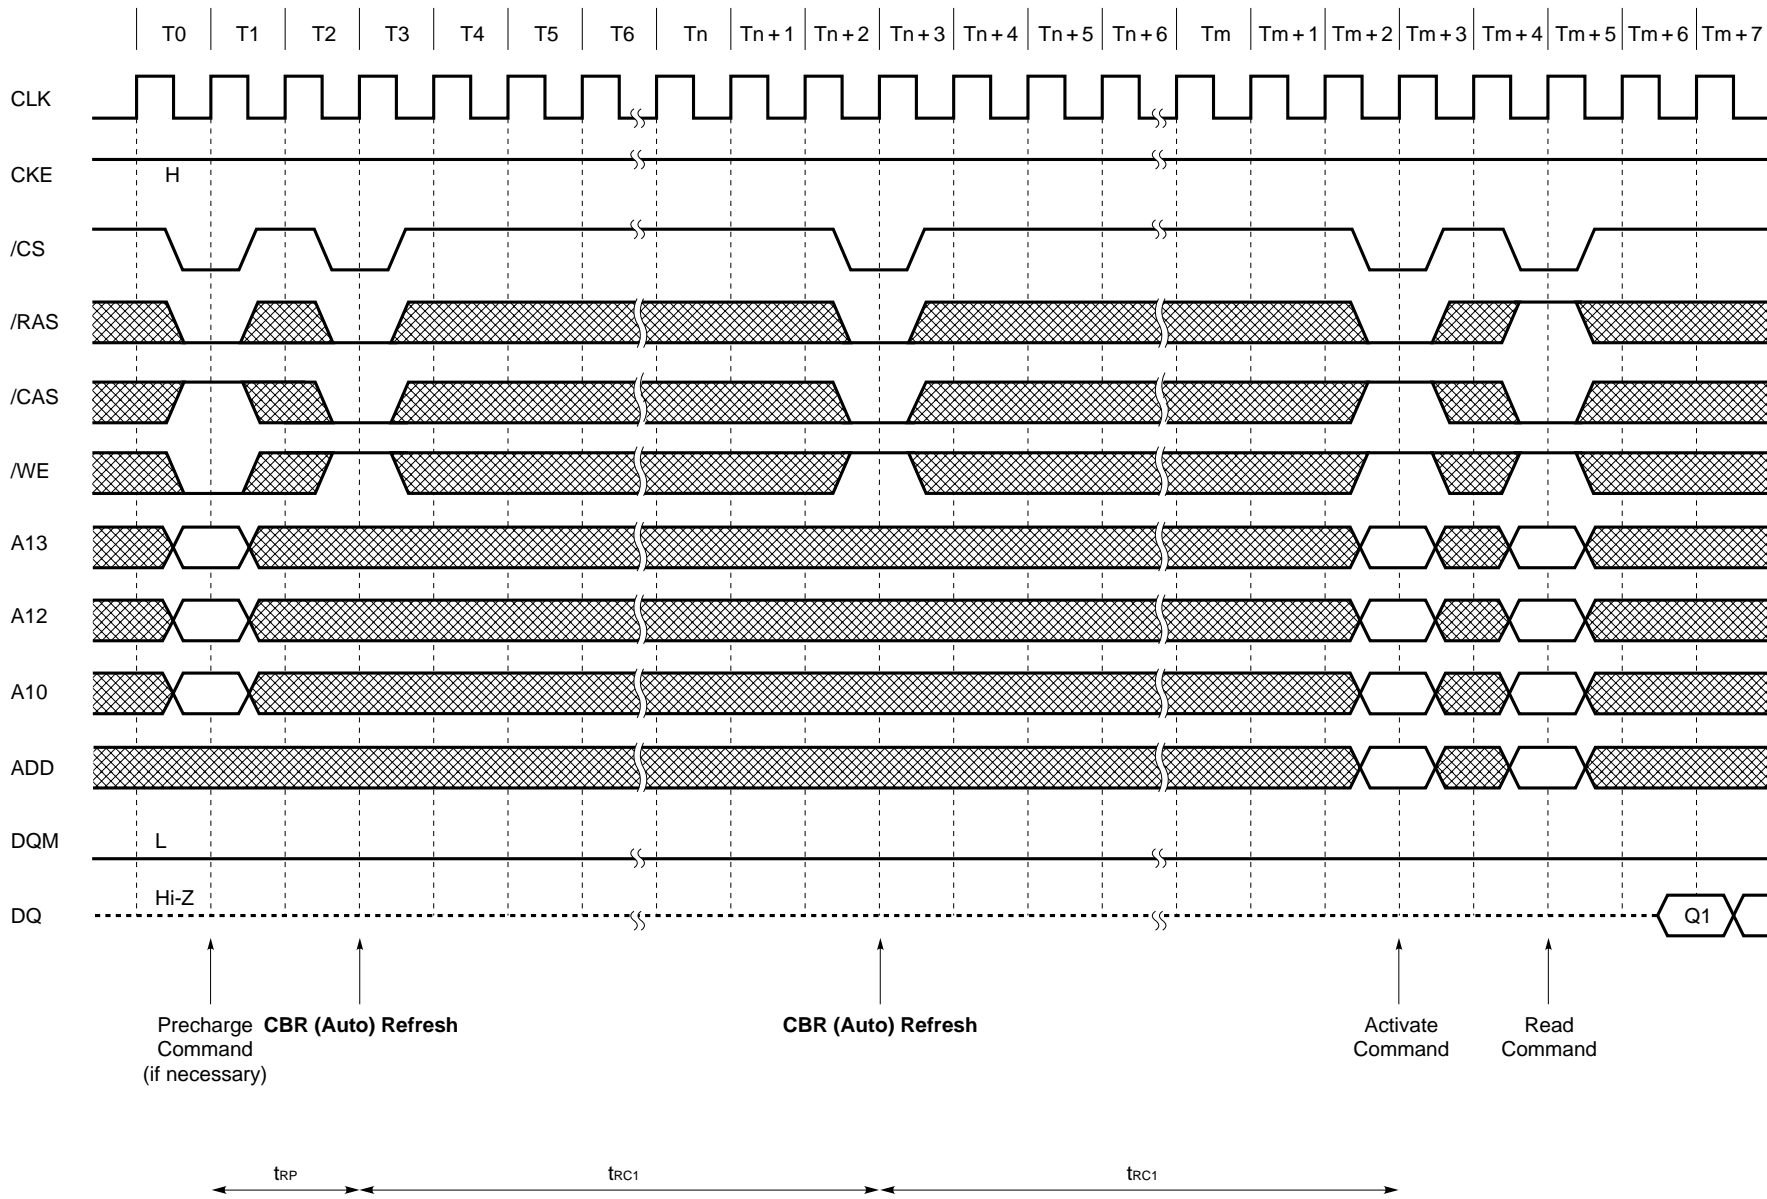 T0 T1 T2 T3 T4 T5 T6 Tn Tn + 1 Tn + 2 Tn + 3 Tn + 4 Tn + 5 Tn + 6 Tm Tm + 1 Tm + 2 Tm + 3 Tm + 4 Tm + 5 Tm + 6 Tm + 7
CLK
CKE H
/CS
/RAS
/CAS
/WE
A13
A12
A10
ADD
DQM L
DQ Hi-Z Q1
Precharge
Command
(if necessary)
CBR (Auto) Refresh
CBR (Auto) Refresh
Activate
Command
Read
Command
tRP tRC1 tRC1